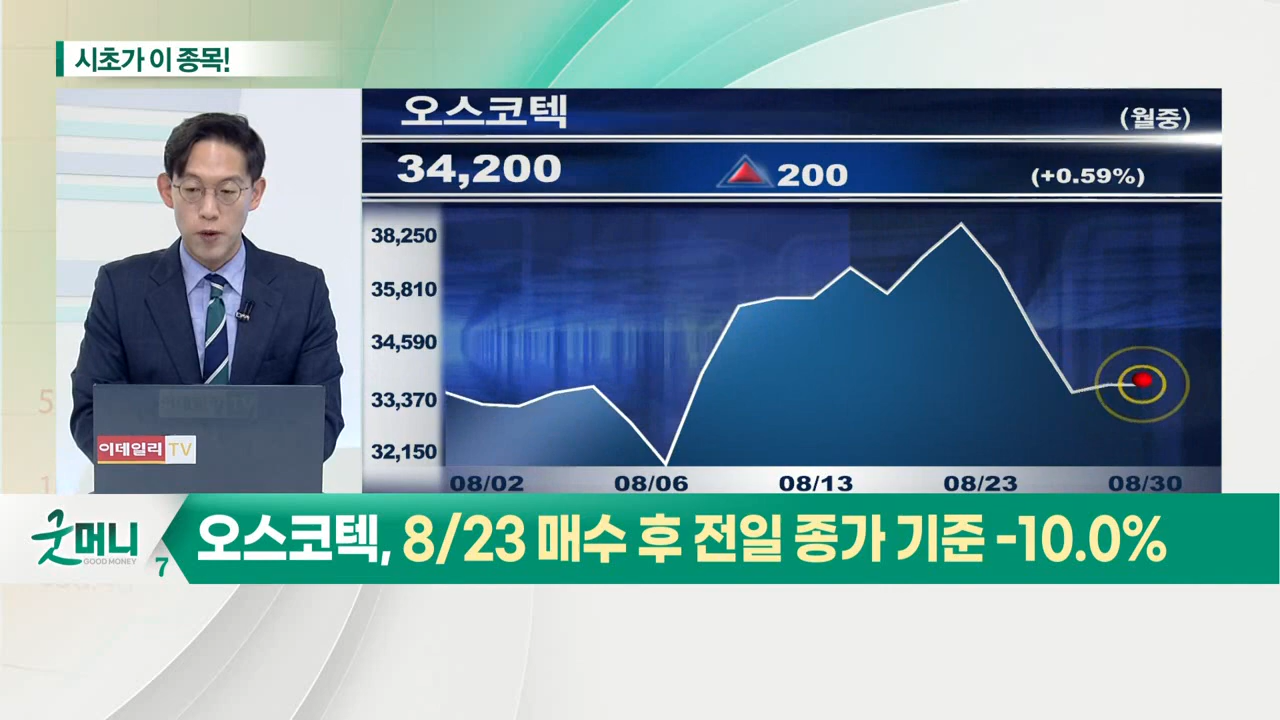 시초가 이 종목!
오스코텍
(월중)
34,200 200 (+0.59%)
38,250
35,810
34,590
33,370
32,150
08/02 08/06 08/13 08/23 08/30
이데일리 TV
굿머니
GOOD MONEY
7
오스코텍, 8/23 매수 후 전일 종가 기준 -10.0%